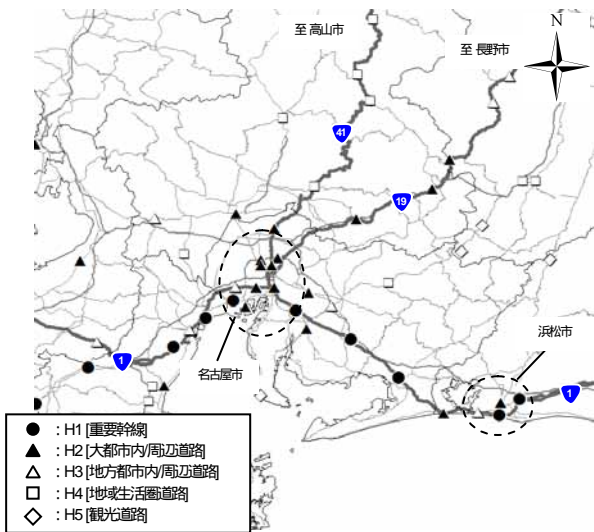 至 高山市
至 長野市
N
41
19
浜松市
名古屋市
1
1
● : H1 [重要幹線]
▲ : H2 [大都市内/周辺道路]
△ : H3 [地方都市内/周辺道路]
□ : H4 [地域生活圏道路]
◇ : H5 [観光道路]